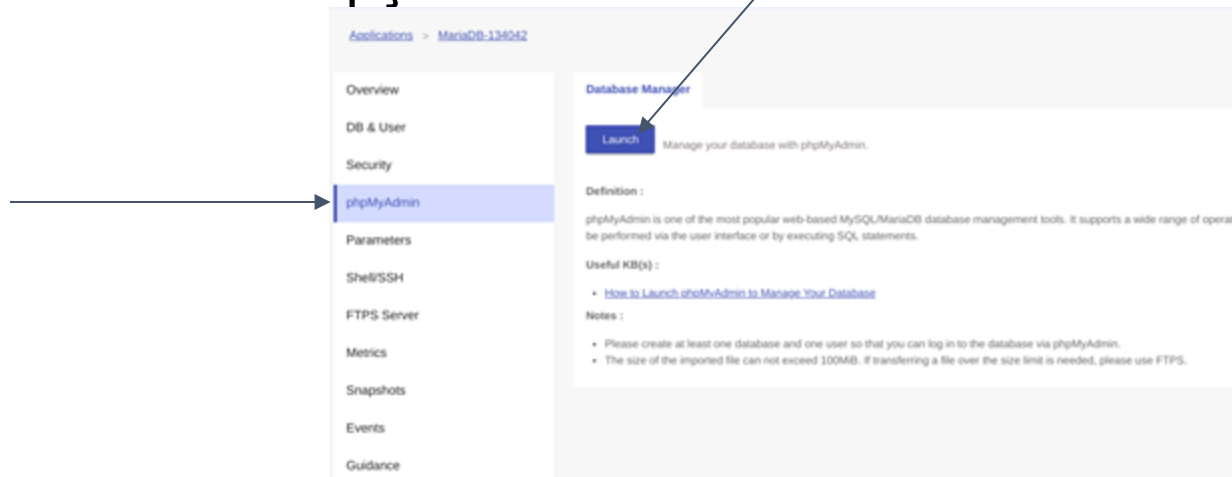 Applications > MariaDB-134042
Overview
DB & User
Security
phpMyAdmin
Parameters
Shell/SSH
FTPS Server
Metrics
Snapshots
Events
Guidance
Database Manager
Launch
Manage your database with phpMyAdmin.
Definition :
phpMyAdmin is one of the most popular web-based MySQL/MariaDB database management tools. It supports a wide range of
be performed via the user interface or by executing SQL statements.
Useful KB(s) :
• How to Launch phpMyAdmin to Manage Your Database
Notes :
• Please create at least one database and one user so that you can log in to the database via phpMyAdmin.
• The size of the imported file can not exceed 100MiB. If transferring a file over the size limit is needed, please use FTPS.